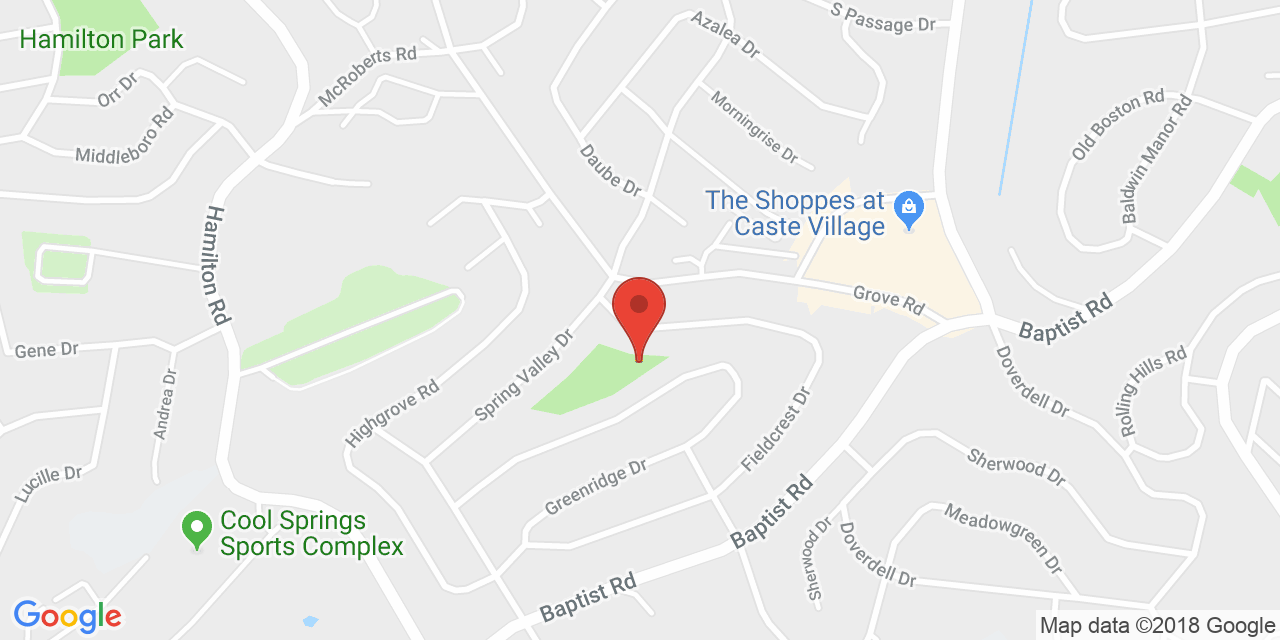 Hamilton Park
S Passage Dr
Azalea Dr
McRoberts Rd
Orr Dr
Middleboro Rd
Morningrise Dr
Daube Dr
Old Boston Rd
Baldwin Manor Rd
The Shoppes at
Caste Village
Hamilton Rd
Grove Rd
Baptist Rd
Gene Dr
Andrea Dr
Spring Valley Dr
Highgrove Rd
Doverdell Dr
Rolling Hills Rd
Fieldcrest Dr
Lucille Dr
Greenridge Dr
Sherwood Dr
Baptist Rd
Meadowgreen Dr
Cool Springs
Sports Complex
Sherwood Dr
Doverdell Dr
Baptist Rd
Google
Map data ©2018 Google